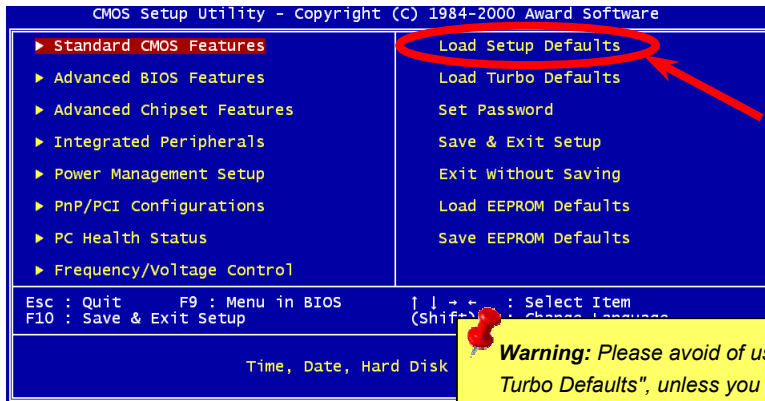 CMOS Setup Utility - Copyright (C) 1984-2000 Award Software
▶ Standard CMOS Features
▶ Advanced BIOS Features
▶ Advanced Chipset Features
▶ Integrated Peripherals
▶ Power Management Setup
▶ PnP/PCI Configurations
▶ PC Health Status
▶ Frequency/Voltage Control
Load Setup Defaults
Load Turbo Defaults
Set Password
Save & Exit Setup
Exit Without Saving
Load EEPROM Defaults
Save EEPROM Defaults
Esc : Quit F9 : Menu in BIOS ↑ ↓ → ← : Select Item
F10 : Save & Exit Setup (Shift) : Change Language
Time, Date, Hard Disk
Warning: Please avoid of
Turbo Defaults", unless you